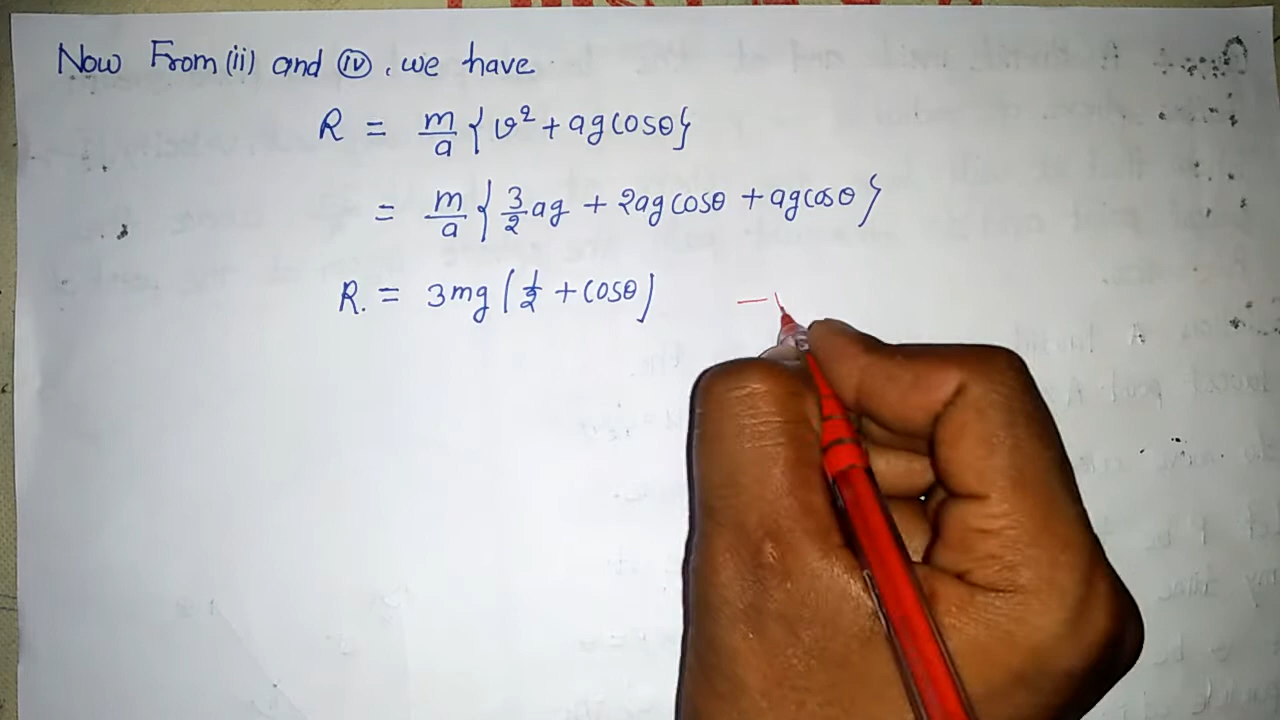 Now From (ii) and (iv), we have
R = m/a {v² + ag cosθ}
= m/a {3/2 ag + 2ag cosθ + ag cosθ}
R. = 3mg (1/2 + cosθ)